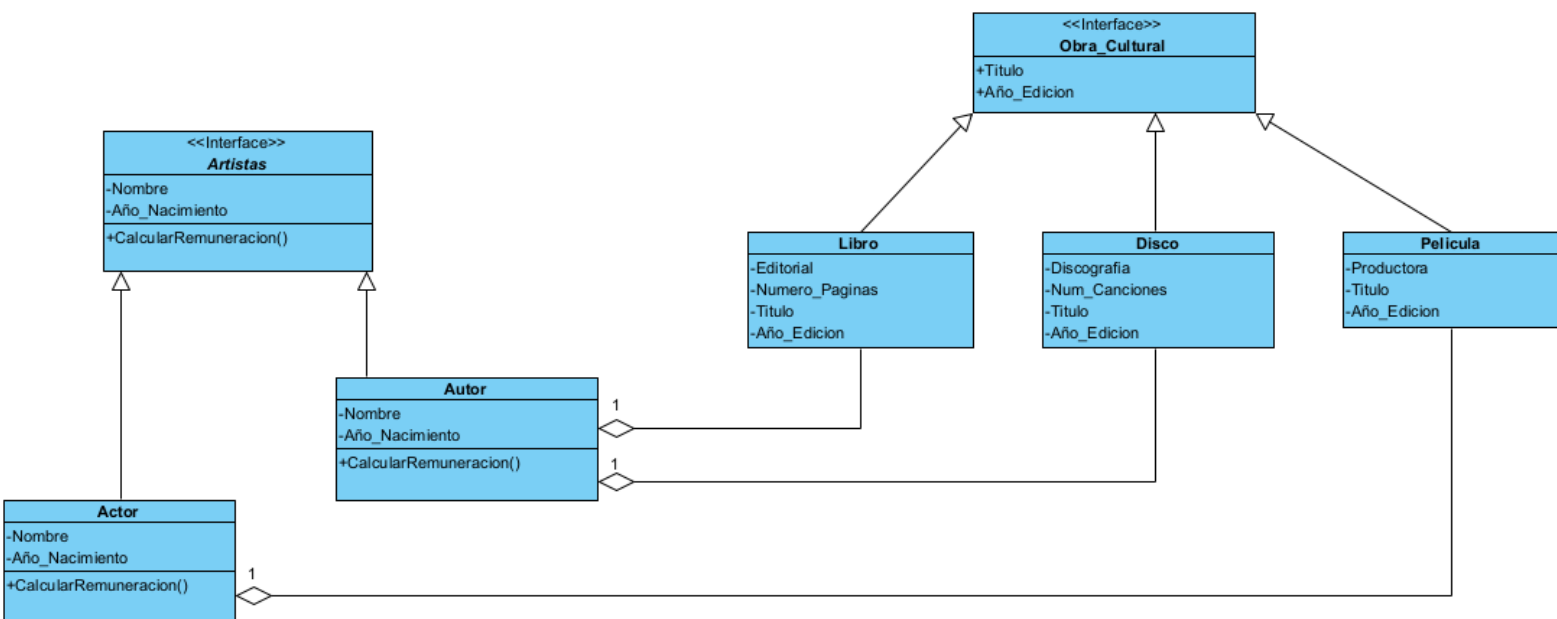 <<Interface>>
Obra_Cultural
+Titulo
+Año_Edicion
<<Interface>>
Artistas
-Nombre
-Año_Nacimiento
+CalcularRemuneracion()
Libro
-Editorial
-Numero_Paginas
-Titulo
-Año_Edicion
Disco
-Discografia
-Num_Canciones
-Titulo
-Año_Edicion
Pelicula
-Productora
-Titulo
-Año_Edicion
Autor
-Nombre
-Año_Nacimiento
+CalcularRemuneracion()
1
1
Actor
-Nombre
-Año_Nacimiento
+CalcularRemuneracion()
1